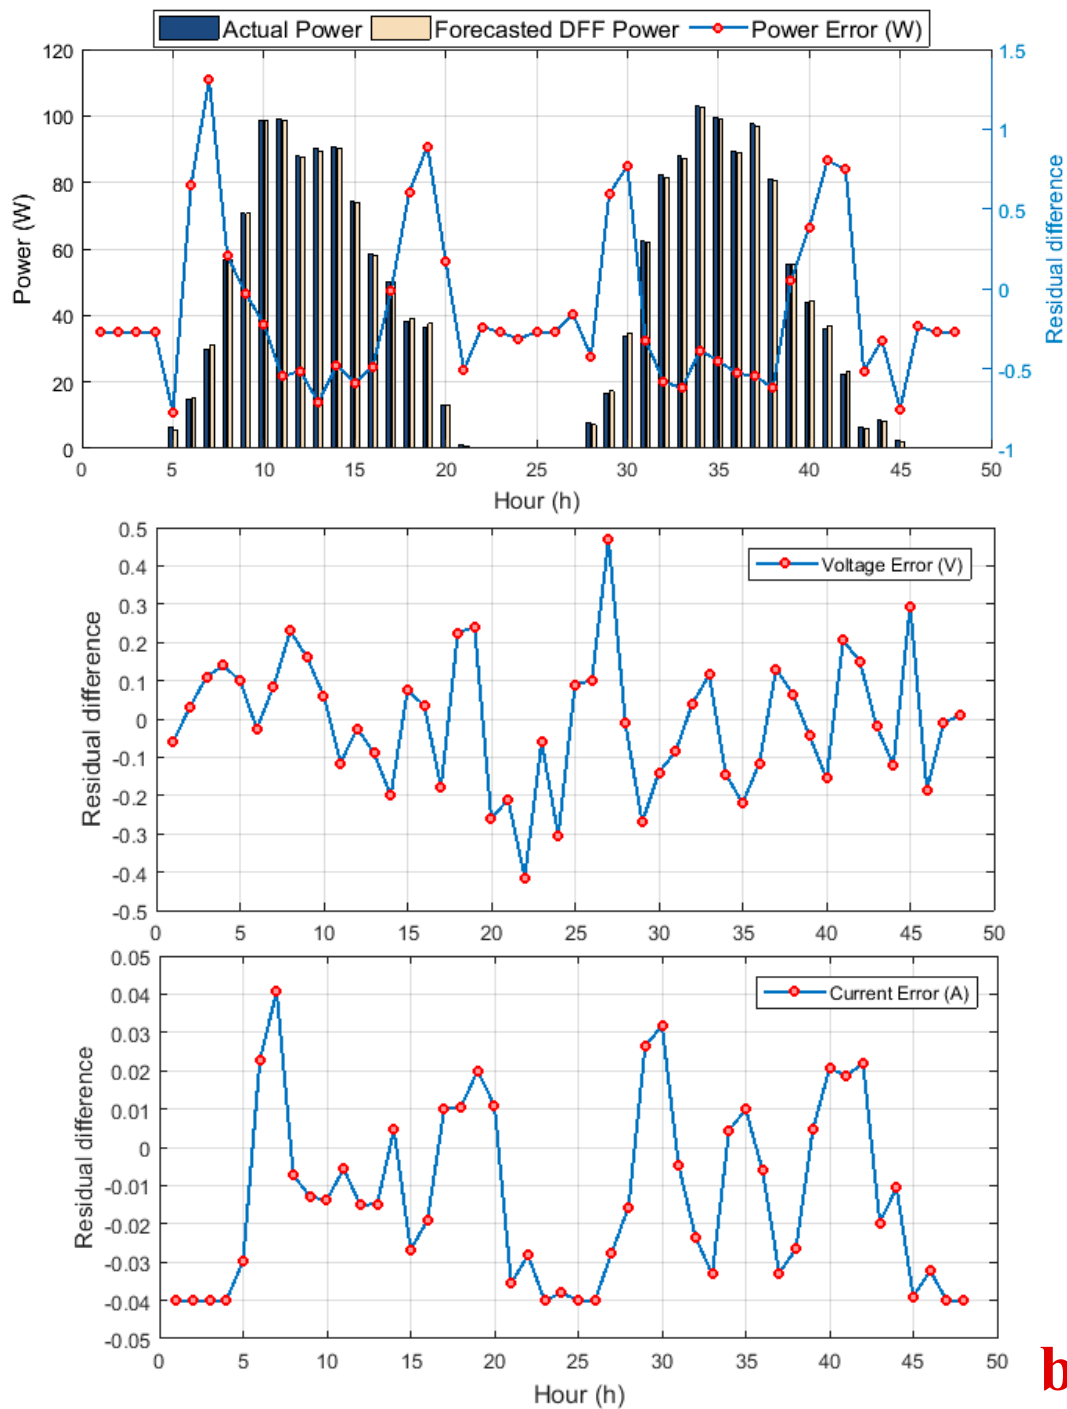 Actual Power Forecasted DFF Power Power Error (W)
120 1.5
100 1
80 0.5
60 0
40 -0.5
20 -1
0
Power (W)
Residual difference
0 5 10 15 20 25 30 35 40 45 50
Hour (h)
Voltage Error (V)
0.5
0.4
0.3
0.2
0.1
0
-0.1
-0.2
-0.3
-0.4
-0.5
Residual difference
0 5 10 15 20 25 30 35 40 45 50
Current Error (A)
0.05
0.04
0.03
0.02
0.01
0
-0.01
-0.02
-0.03
-0.04
-0.05
Residual difference
0 5 10 15 20 25 30 35 40 45 50
Hour (h)
b